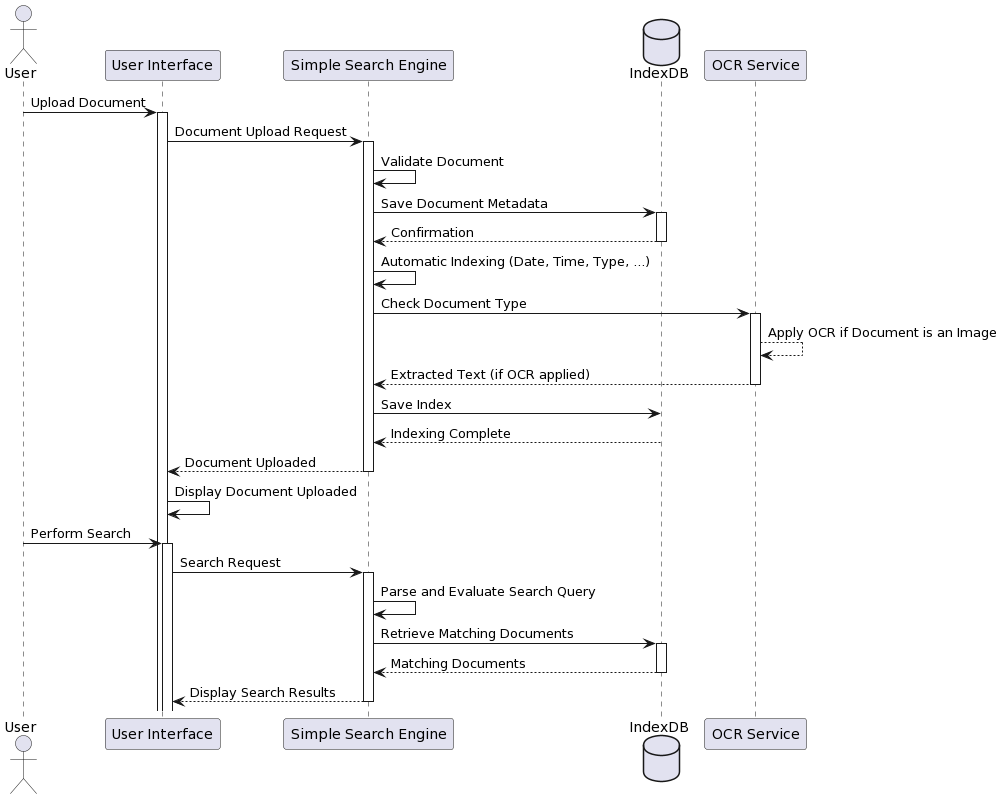 User
User Interface
Simple Search Engine
IndexDB
OCR Service
Upload Document
Document Upload Request
Validate Document
Save Document Metadata
Confirmation
Automatic Indexing (Date, Time, Type, ...)
Check Document Type
Apply OCR if Document is an Image
Extracted Text (if OCR applied)
Save Index
Indexing Complete
Document Uploaded
Display Document Uploaded
Perform Search
Search Request
Parse and Evaluate Search Query
Retrieve Matching Documents
Matching Documents
Display Search Results
User
User Interface
Simple Search Engine
IndexDB
OCR Service